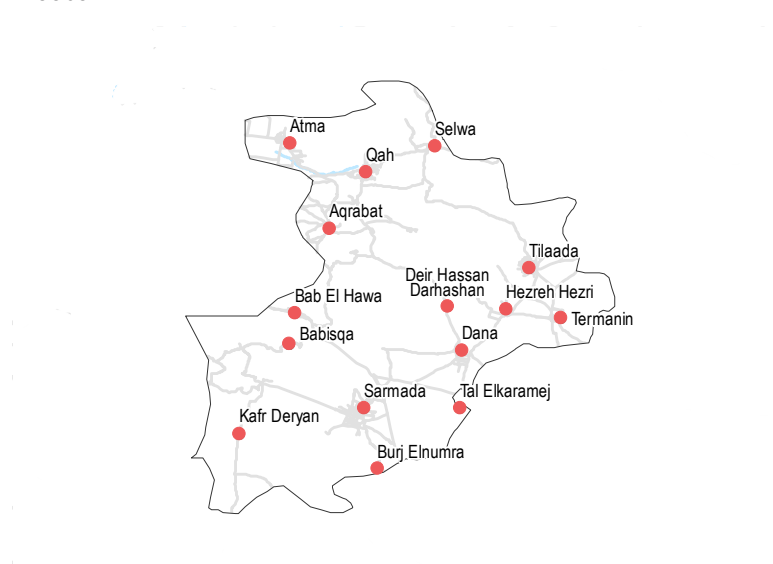 Atma
Selwa
Qah
Aqrabat
Tilaada
Deir Hassan
Darhashan
Hezreh Hezri
Bab El Hawa
Termanin
Babisqa
Dana
Sarmada
Tal Elkaramej
Kafr Deryan
Burj Elnumra